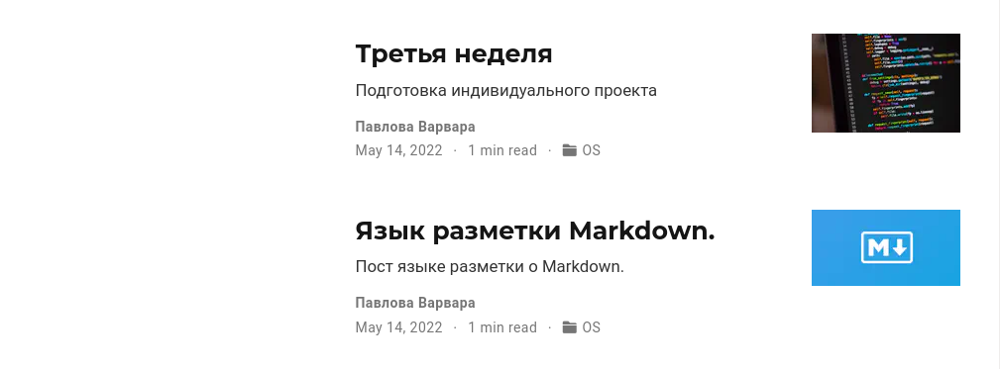 Третья неделя
Подготовка индивидуального проекта
Павлова Варвара
May 14, 2022 · 1 min read · OS
Язык разметки Markdown.
Пост языке разметки о Markdown.
Павлова Варвара
May 14, 2022 · 1 min read · OS
M